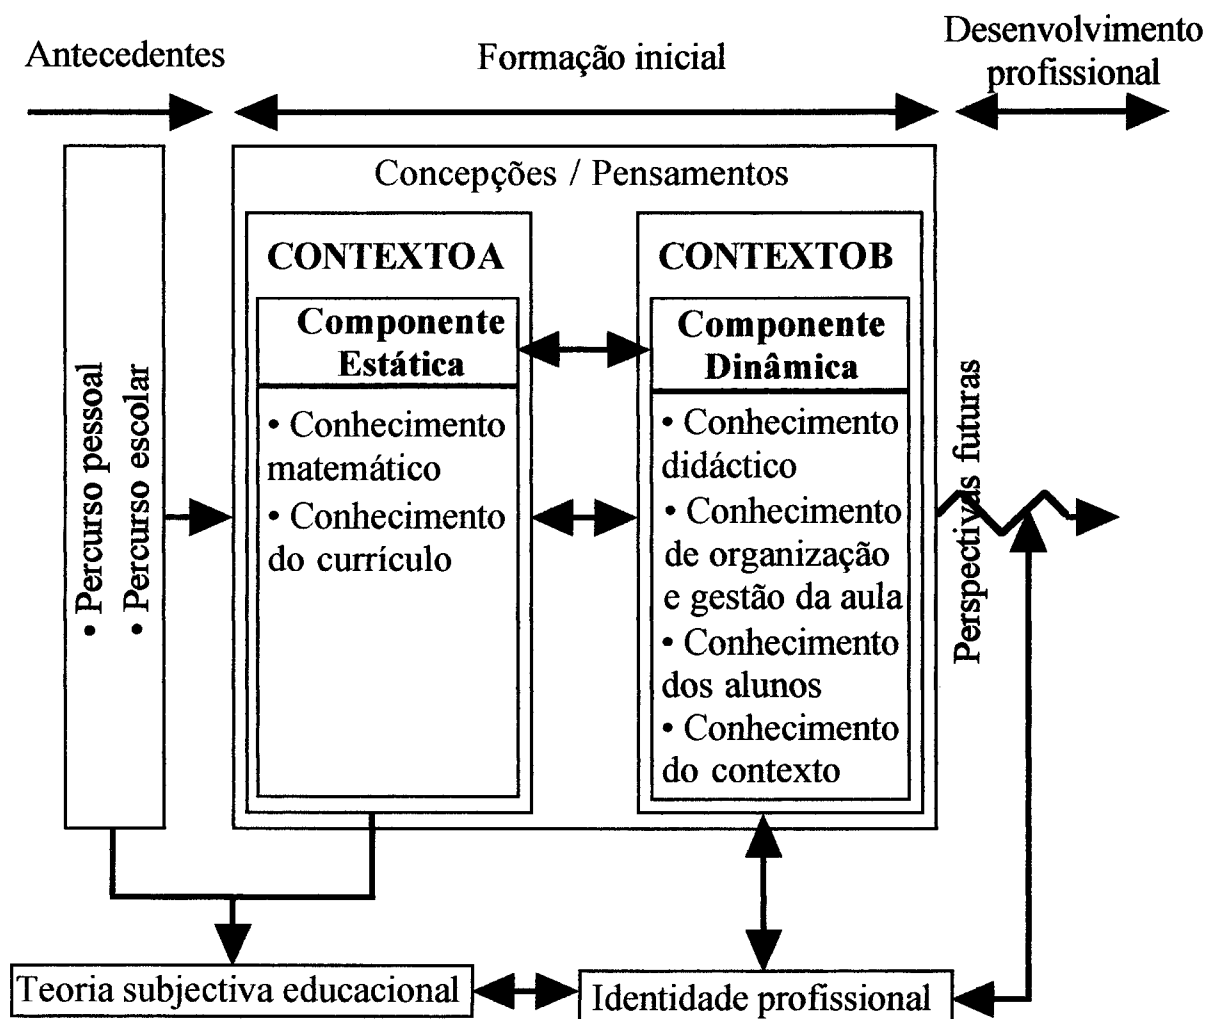 Antecedentes
Formação inicial
Desenvolvimento
profissional
• Percurso pessoal
• Percurso escolar
Concepções / Pensamentos
CONTEXTOA
Componente
Estática
• Conhecimento
matemático
• Conhecimento
do currículo
CONTEXTOB
Componente
Dinâmica
• Conhecimento
didáctico
• Conhecimento
de organização
e gestão da aula
• Conhecimento
dos alunos
• Conhecimento
do contexto
Perspectivas futuras
Teoria subjectiva educacional
Identidade profissional